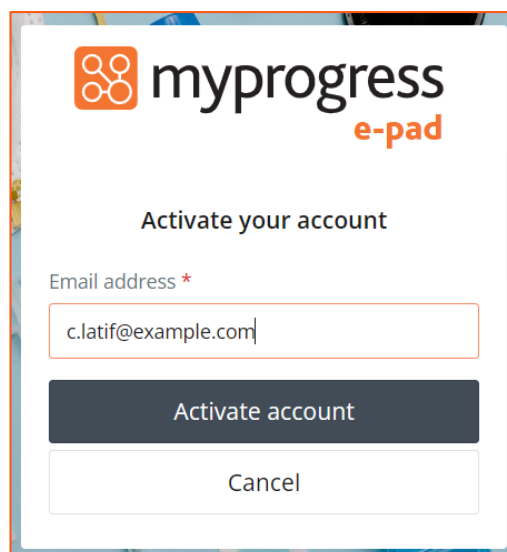 myprogress
e-pad
Activate your account
Email address *
c.latif@example.com
Activate account
Cancel